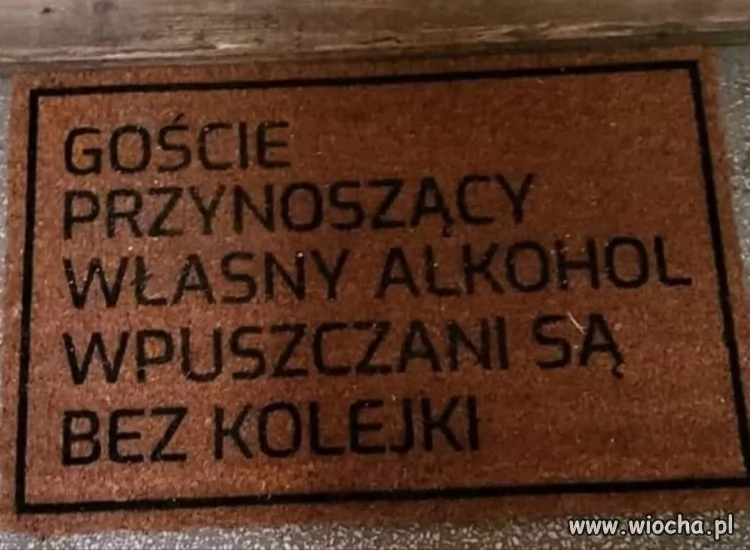 GOŚCIE
PRZYNOSZĄCY
WŁASNY ALKOHOL
WPUSZCZANI SĄ
BEZ KOLEJKI
www.wiocha.pl